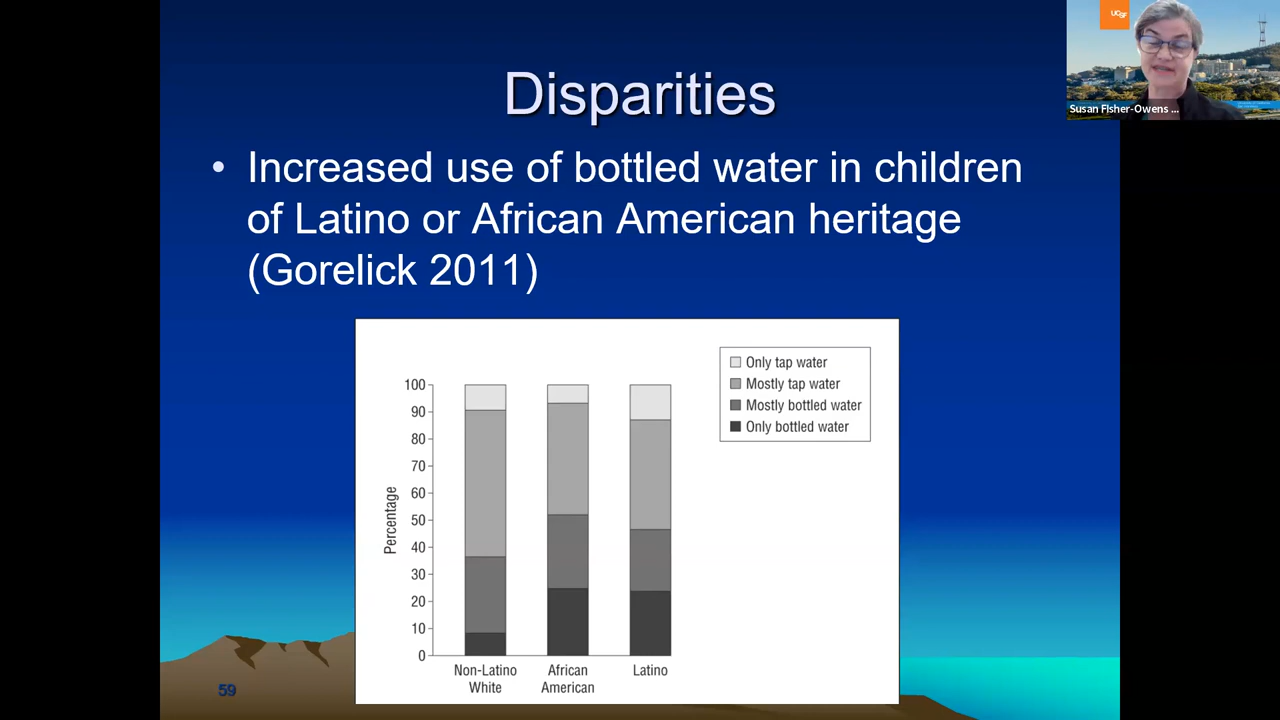 Disparities
• Increased use of bottled water in children
of Latino or African American heritage
(Gorelick 2011)
UCSF
Susan Fisher-Owens ...
Only tap water
Mostly tap water
Mostly bottled water
Only bottled water
Percentage
100
90
80
70
60
50
40
30
20
10
0
Non-Latino
White
African
American
Latino
59